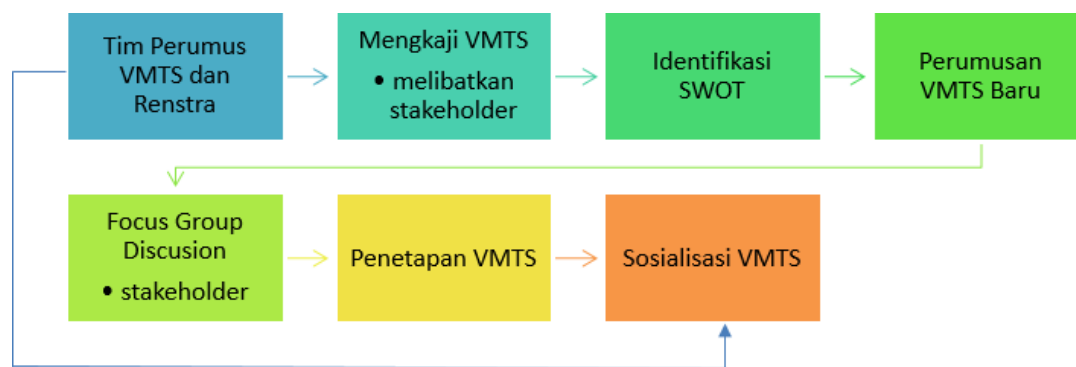 Tim Perumus
VMTS dan
Renstra
Mengkaji VMTS
• melibatkan
stakeholder
Identifikasi
SWOT
Perumusan
VMTS Baru
Focus Group
Discusion
• stakeholder
Penetapan VMTS
Sosialisasi VMTS